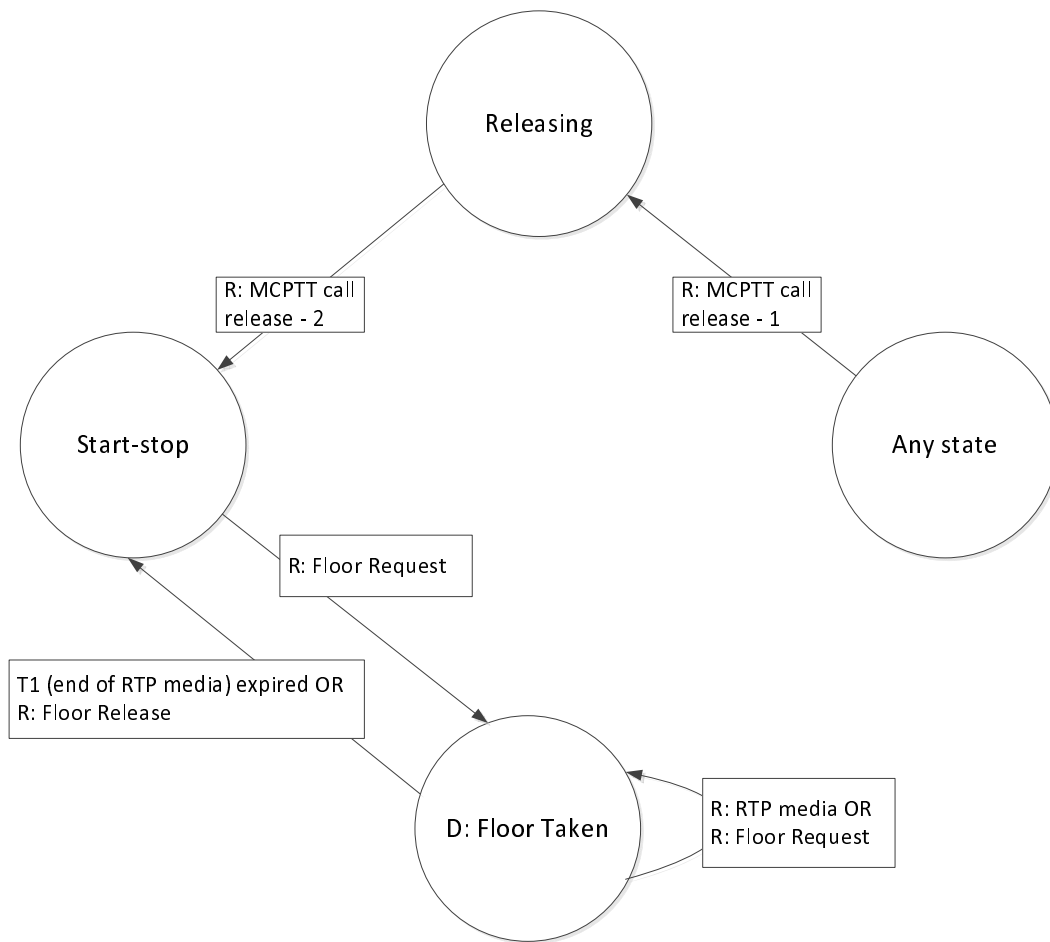 Releasing
R: MCPTT call
release - 2
R: MCPTT call
release - 1
Start-stop
Any state
R: Floor Request
T1 (end of RTP media) expired OR
R: Floor Release
D: Floor Taken
R: RTP media OR
R: Floor Request